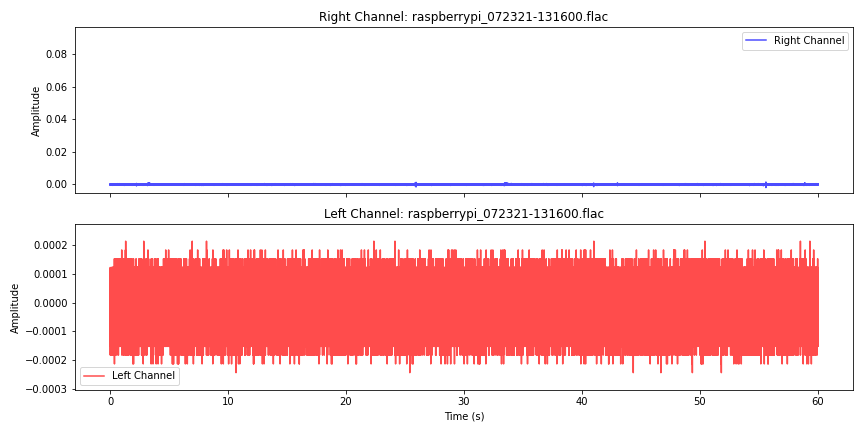 Right Channel: raspberrypi_072321-131600.flac
Right Channel
0.08
0.06
0.04
0.02
0.00
Amplitude
Left Channel: raspberrypi_072321-131600.flac
0.0002
0.0001
0.0000
−0.0001
−0.0002
−0.0003
Amplitude
Left Channel
0 10 20 30 40 50 60
Time (s)